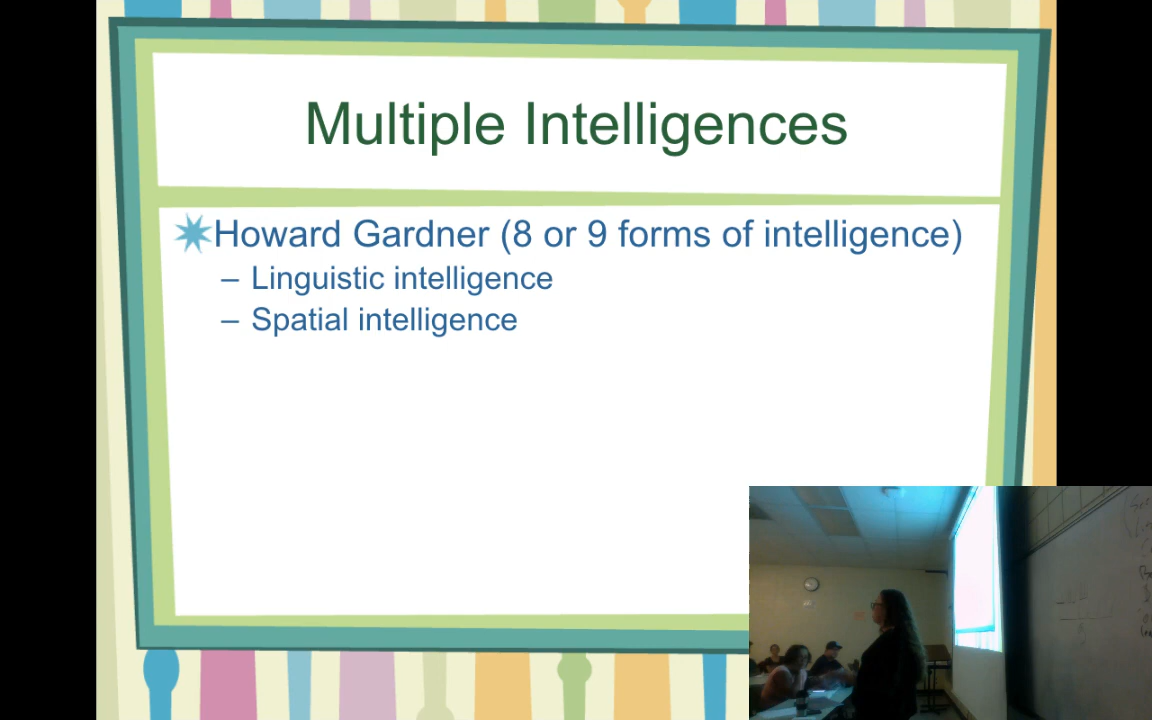 Multiple Intelligences
Howard Gardner (8 or 9 forms of intelligence)
– Linguistic intelligence
– Spatial intelligence